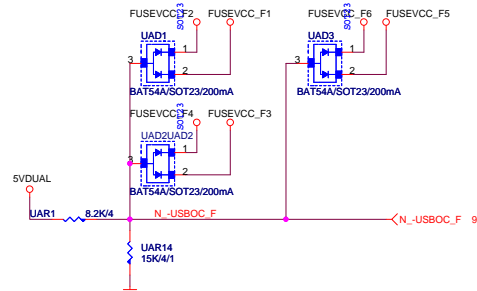 FUSEVCC_F2 FUSEVCC_F1 FUSEVCC_F6 FUSEVCC_F5
SOT23 SOT23
UAD1 UAD3
1 1
3 3
2 2
BAT54A/SOT23/200mA BAT54A/SOT23/200mA
FUSEVCC_F4 FUSEVCC_F3
SOT23
UAD2UAD2
1
3
2
5VDUAL
BAT54A/SOT23/200mA
UAR1 8.2K/4 N_-USBOC_F N_-USBOC_F 9
UAR14
15K/4/1